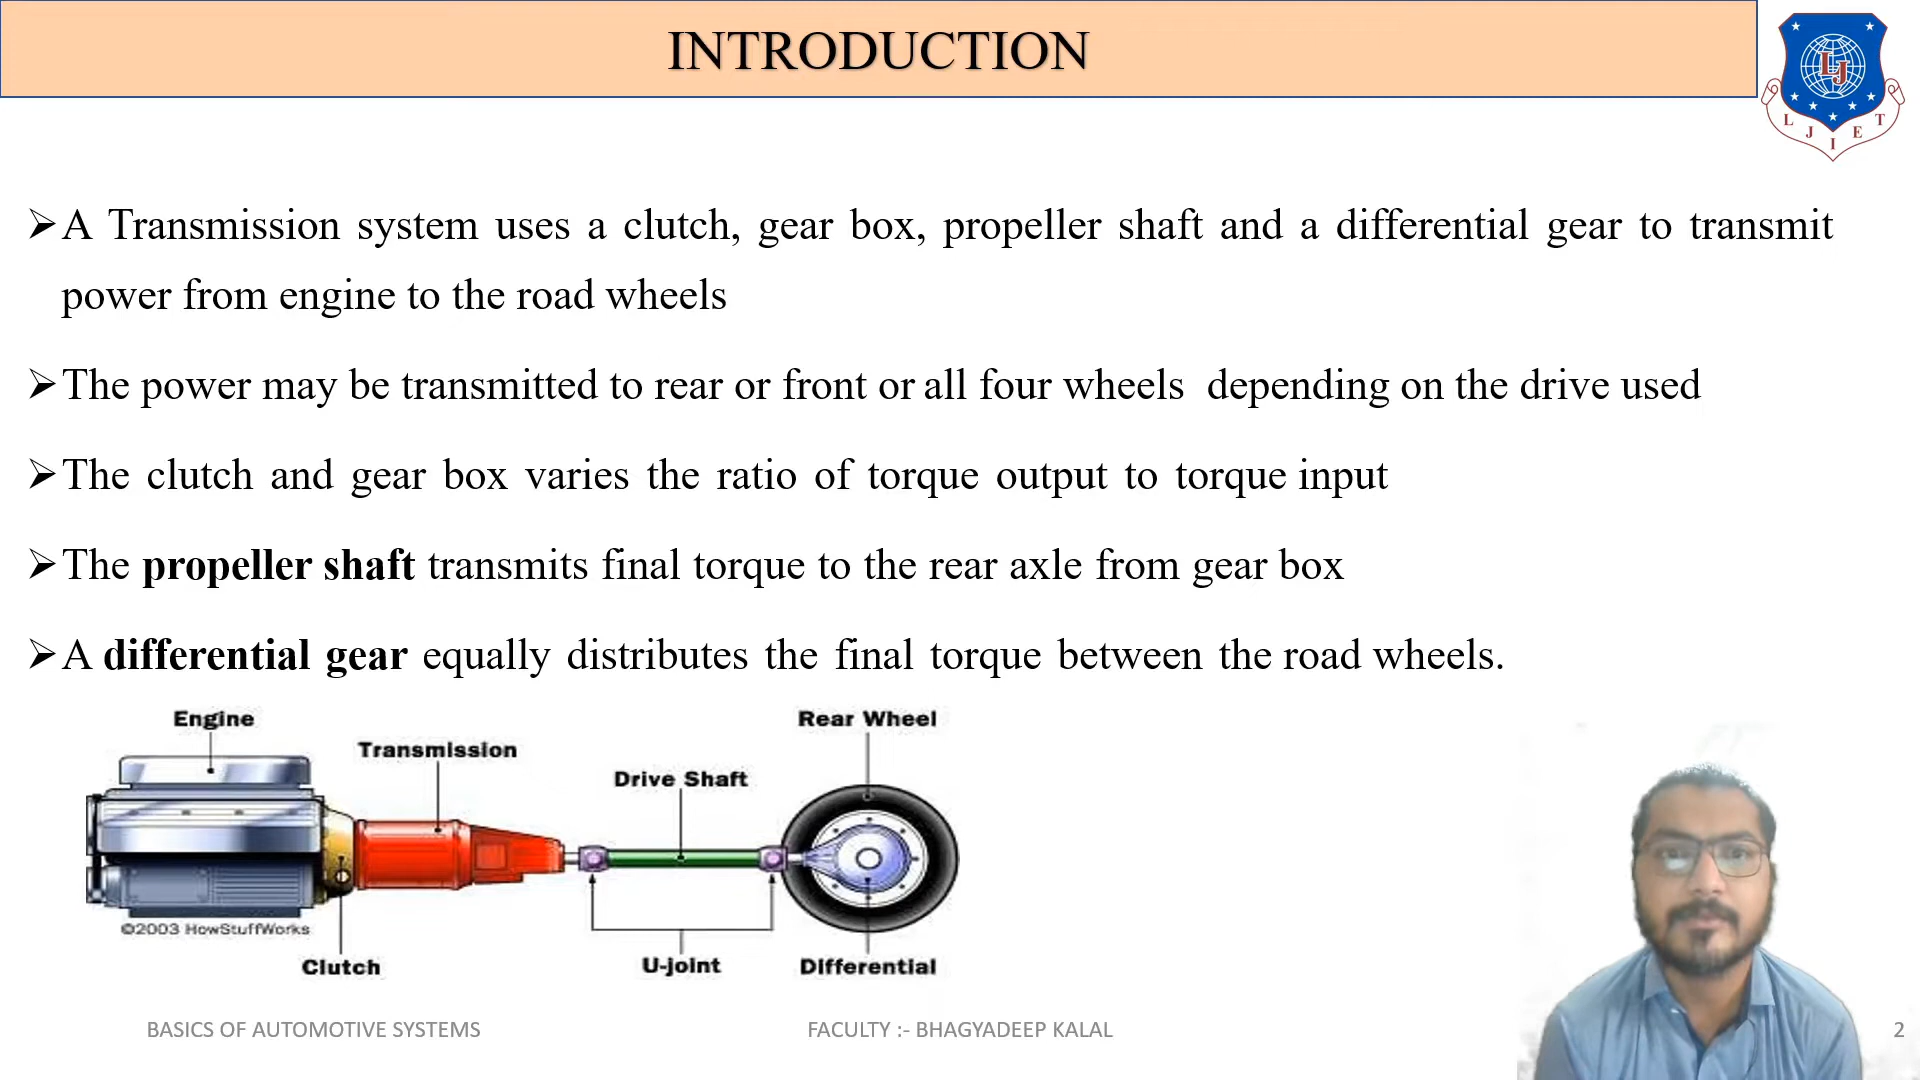 INTRODUCTION
LJ
L J I E T
➢A Transmission system uses a clutch, gear box, propeller shaft and a differential gear to transmit
power from engine to the road wheels
➢The power may be transmitted to rear or front or all four wheels depending on the drive used
➢The clutch and gear box varies the ratio of torque output to torque input
➢The propeller shaft transmits final torque to the rear axle from gear box
➢A differential gear equally distributes the final torque between the road wheels.
Engine
Rear Wheel
Transmission
Drive Shaft
©2003 HowStuffWorks
Clutch
U-joint
Differential
BASICS OF AUTOMOTIVE SYSTEMS
FACULTY :- BHAGYADEEP KALAL
2